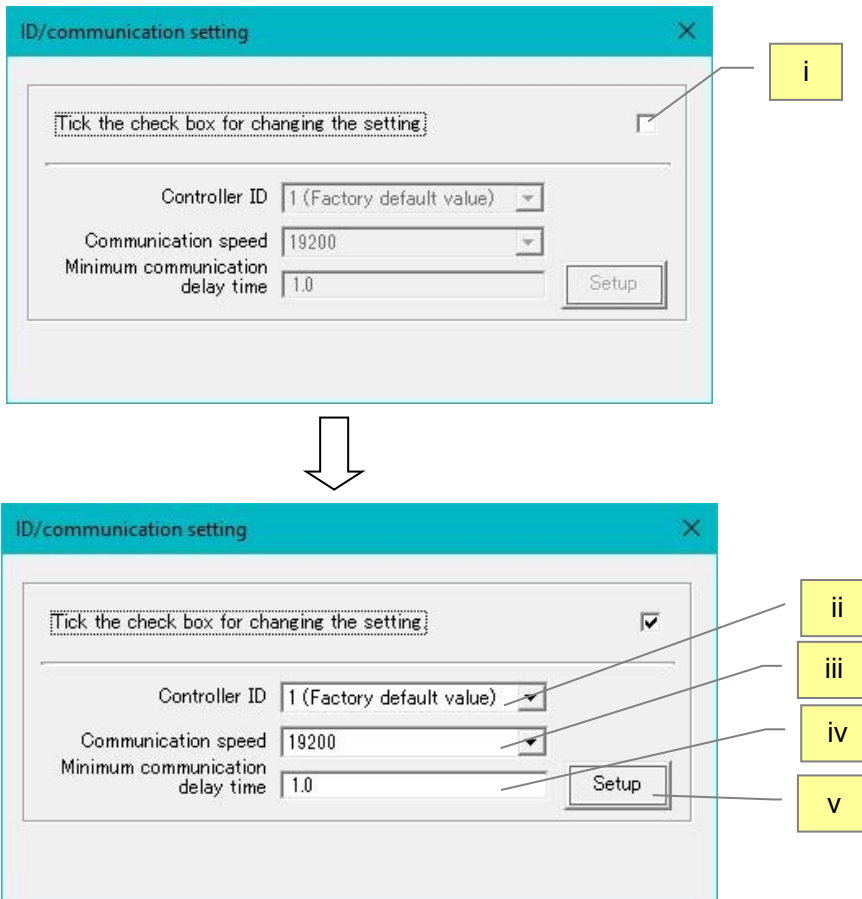 ID/communication setting
i
Tick the check box for changing the setting.
Controller ID 1 (Factory default value)
Communication speed 19200
Minimum communication
delay time 1.0
Setup
ID/communication setting
ii
Tick the check box for changing the setting.
iii
Controller ID 1 (Factory default value)
iv
Communication speed 19200
Minimum communication
delay time 1.0
Setup
v